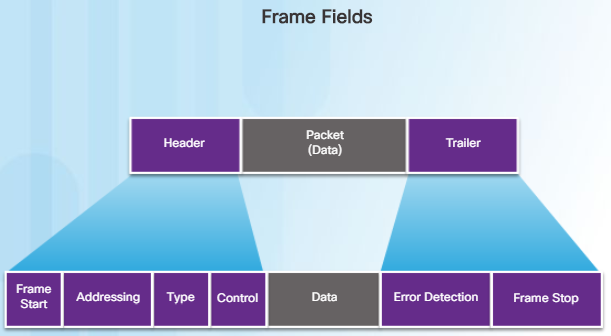 Frame Fields
Header
Packet
(Data)
Trailer
Frame
Start
Addressing
Type
Control
Data
Error Detection
Frame Stop